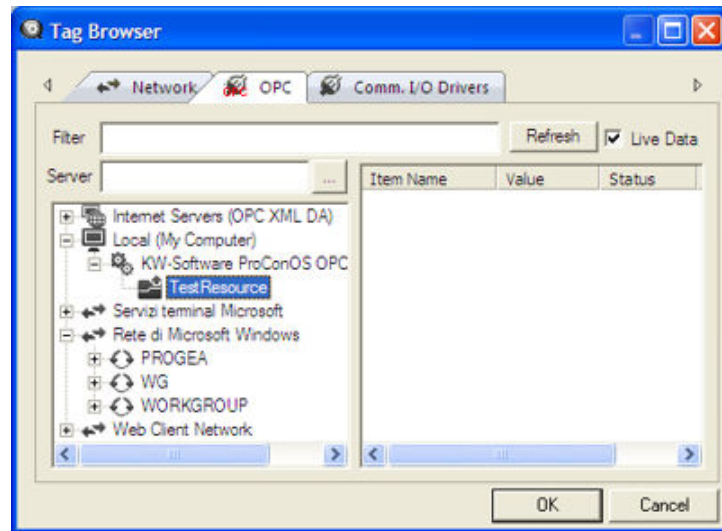 Tag Browser
Network OPC Comm. I/O Drivers
Filter Refresh Live Data
Server ... Item Name Value Status
Internet Servers (OPC XML DA)
Local (My Computer)
KW-Software ProConOS OPC
TestResource
Servizi terminal Microsoft
Rete di Microsoft Windows
PROGEA
WG
WORKGROUP
Web Client Network
OK Cancel